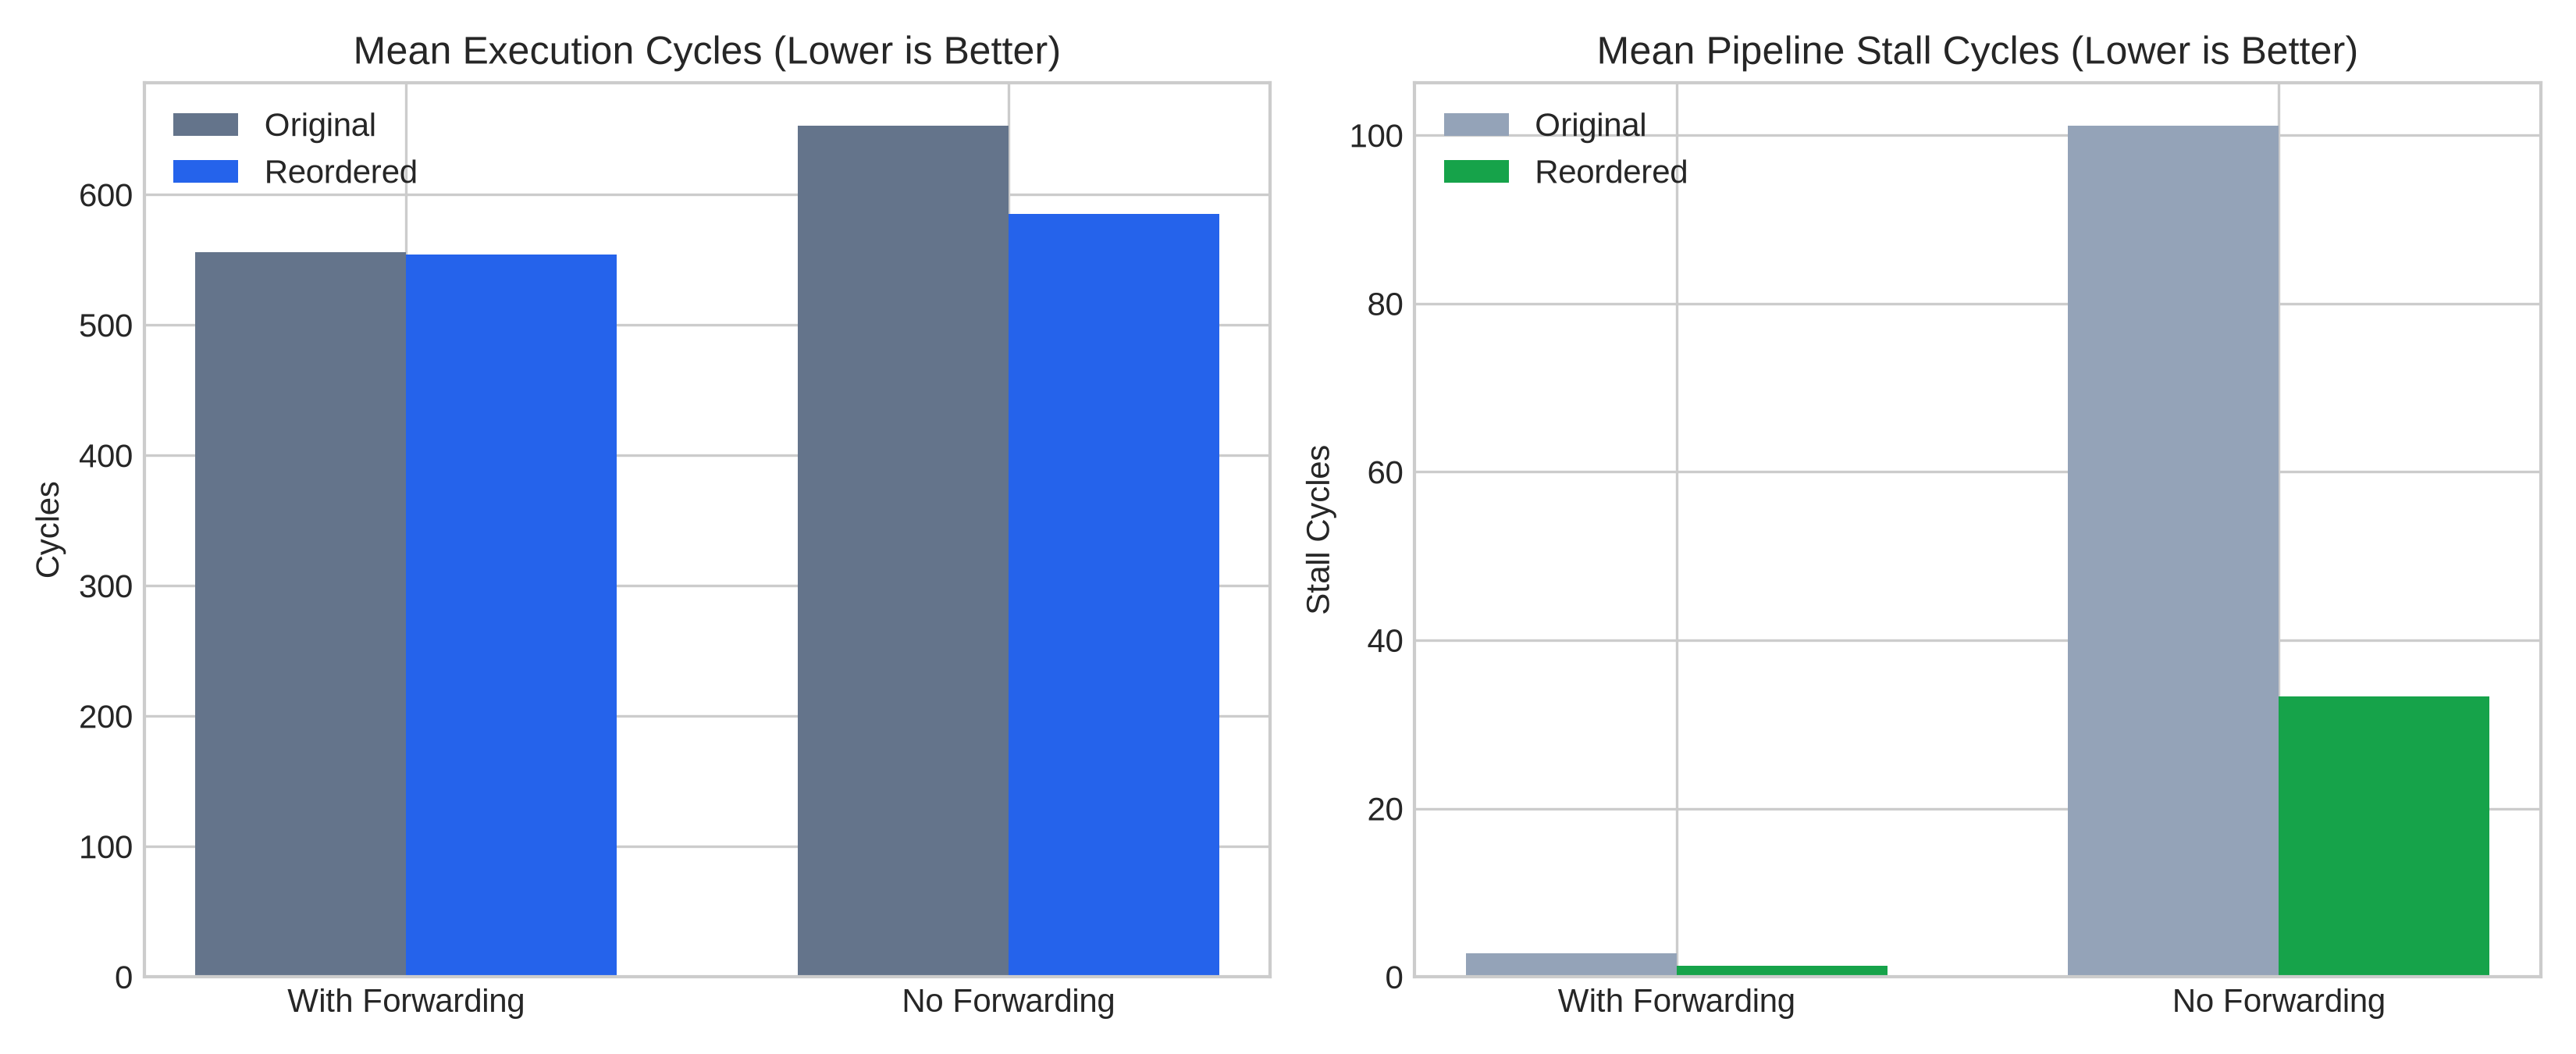 Mean Execution Cycles (Lower is Better)
Original
Reordered
600
500
400
300
200
100
0
Cycles
With Forwarding
No Forwarding
Mean Pipeline Stall Cycles (Lower is Better)
Original
Reordered
100
80
60
40
20
0
Stall Cycles
With Forwarding
No Forwarding